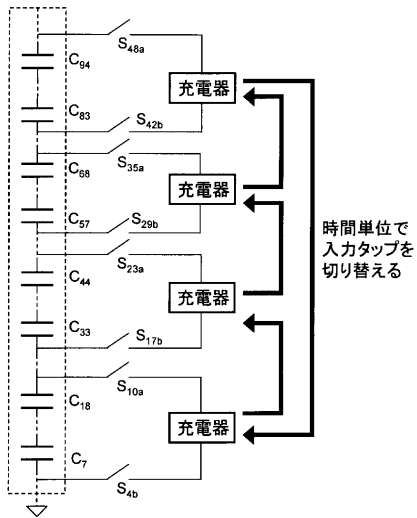 S48a
C94
充電器
C83
S42b
S35a
C68
充電器
C57
S29b
S23a
C44
充電器
C33
S17b
S10a
C18
充電器
C7
S4b
時間単位で
入力タップを
切り替える